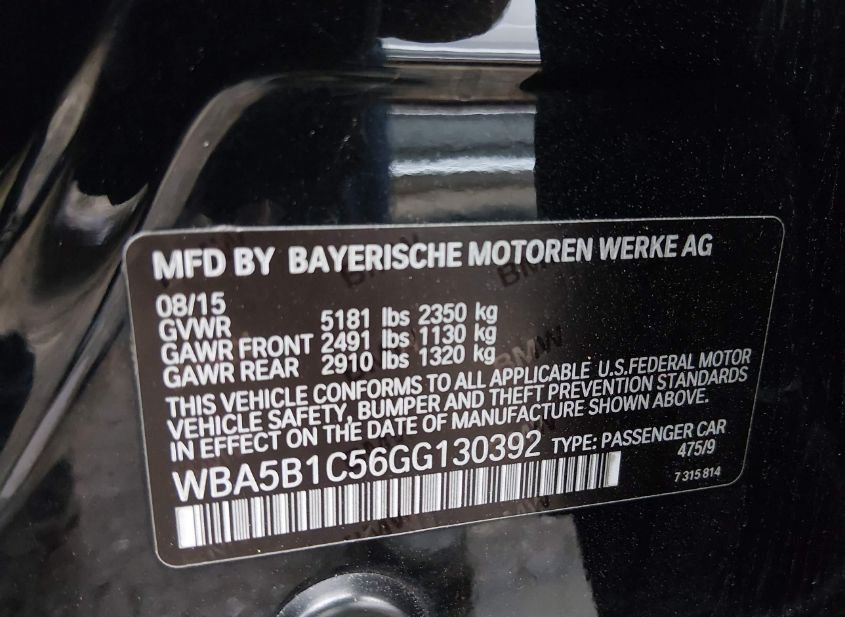 MFD BY BAYERISCHE MOTOREN WERKE AG
08/15
GVWR 5181 lbs 2350 kg
GAWR FRONT 2491 lbs 1130 kg
GAWR REAR 2910 lbs 1320 kg
THIS VEHICLE CONFORMS TO ALL APPLICABLE U.S.FEDERAL MOTOR
VEHICLE SAFETY, BUMPER AND THEFT PREVENTION STANDARDS
IN EFFECT ON THE DATE OF MANUFACTURE SHOWN ABOVE.
WBA5B1C56GG130392 TYPE: PASSENGER CAR
475/9
7 315 814